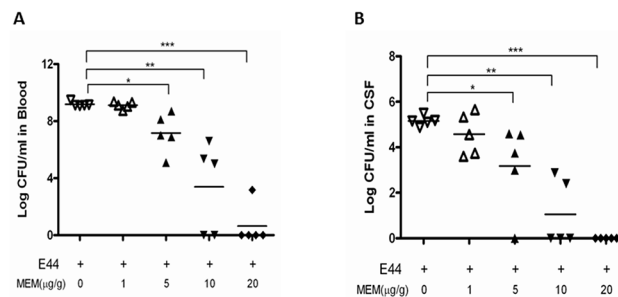 A
***
**
*
12
8
4
0
Log CFU/ml in Blood
E44 + + + + +
MEM(μg/g) 0 1 5 10 20
B
***
**
*
8
6
4
2
0
Log CFU/ml in CSF
E44 + + + + +
MEM(μg/g) 0 1 5 10 20